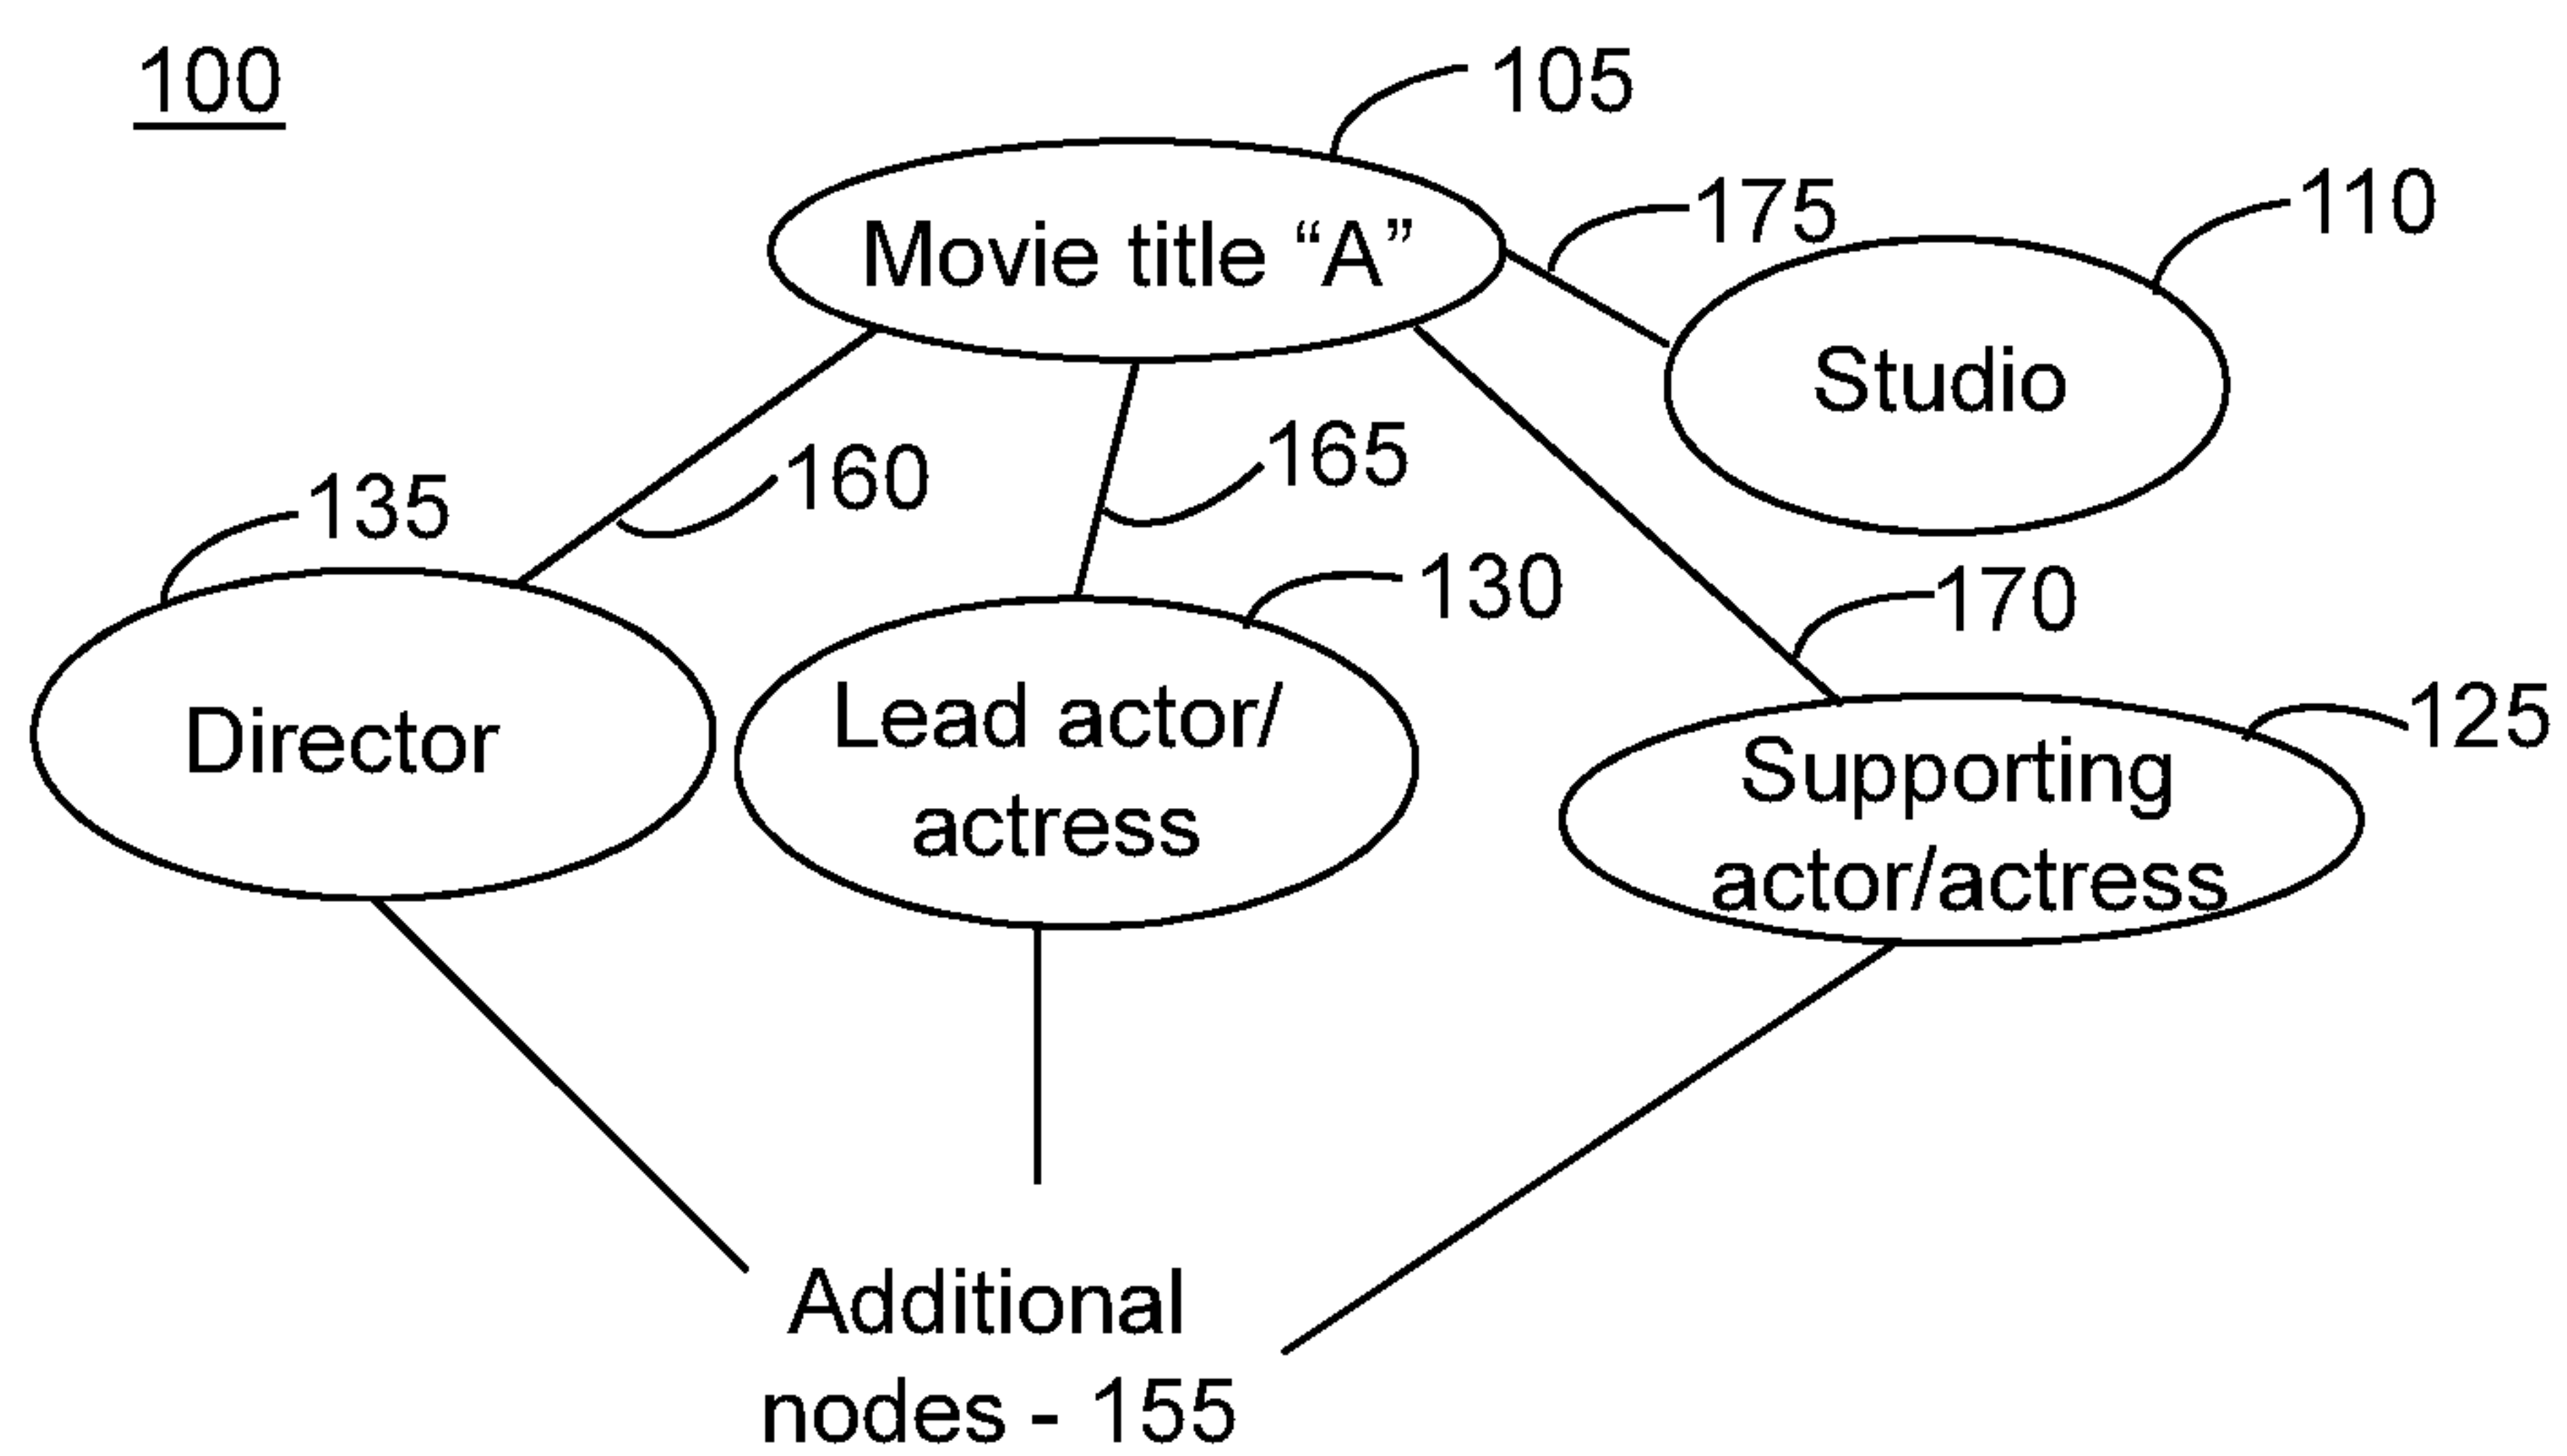 100
105
175
110
Movie title “A”
Studio
160
165
135
130
170
125
Director
Lead actor/
actress
Supporting
actor/actress
Additional
nodes - 155